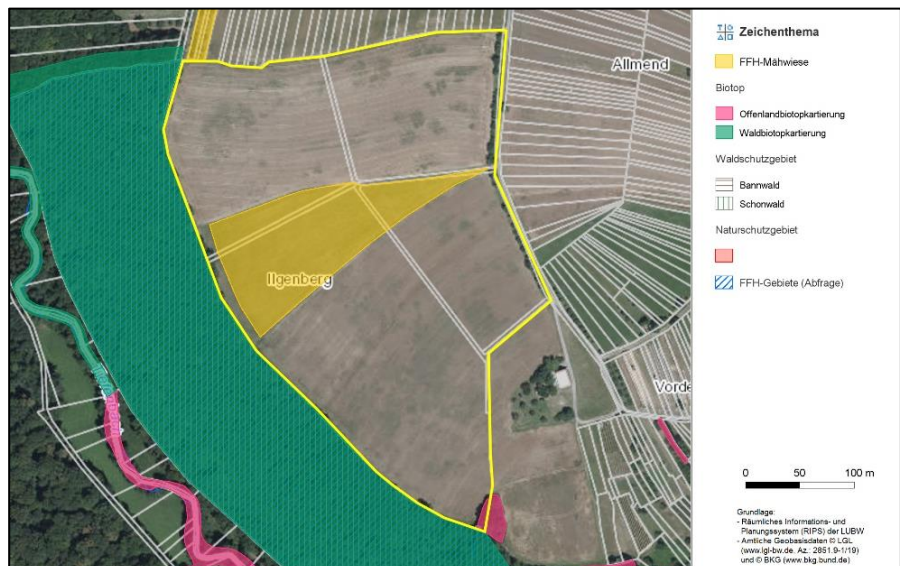 Allmend
Ilgenberg
Vorde
Zeichenthema
FFH-Mähwiese
Biotop
Offenlandbiotopkartierung
Waldbiotopkartierung
Waldschutzgebiet
Bannwald
Schonwald
Naturschutzgebiet
FFH-Gebiete (Abfrage)
0 50 100 m
Grundlage:
- Räumliches Informations- und
Planungssystem (RIPS) der LUBW
- Amtliche Geobasisdaten © LGL
(www.lgl-bw.de, Az.: 2851.9-1/19)
und © BKG (www.bkg.bund.de)